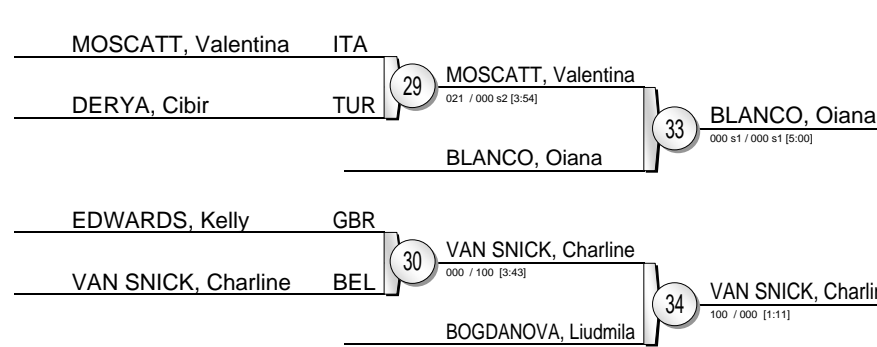 MOSCATT, Valentina ITA
DERYA, Cibir TUR
29
MOSCATT, Valentina
021 / 000 s2 [3:54]
BLANCO, Oiana
33
BLANCO, Oiana
000 s1 / 000 s1 [5:00]
EDWARDS, Kelly GBR
VAN SNICK, Charline BEL
30
VAN SNICK, Charline
000 / 100 [3:43]
BOGDANOVA, Liudmila
34
VAN SNICK,
100 / 000 [1:11]